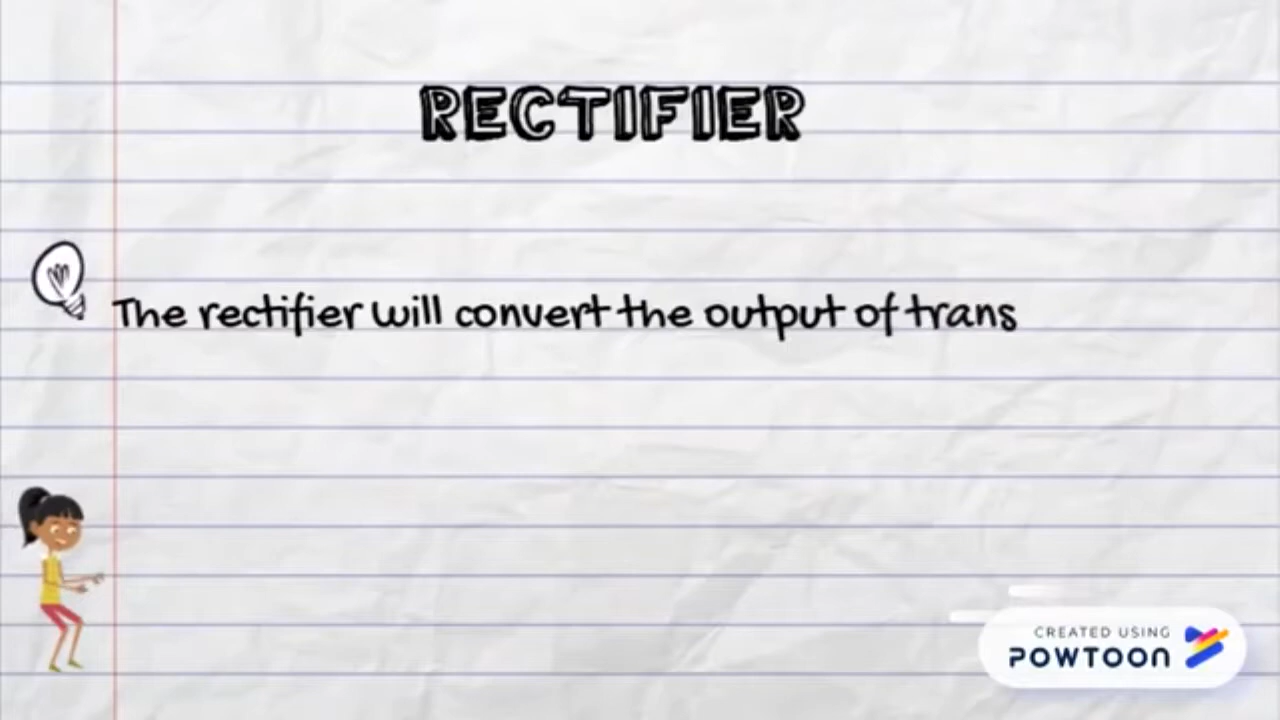 RECTIFIER
The rectifier will convert the output of trans
CREATED USING
POWTOON